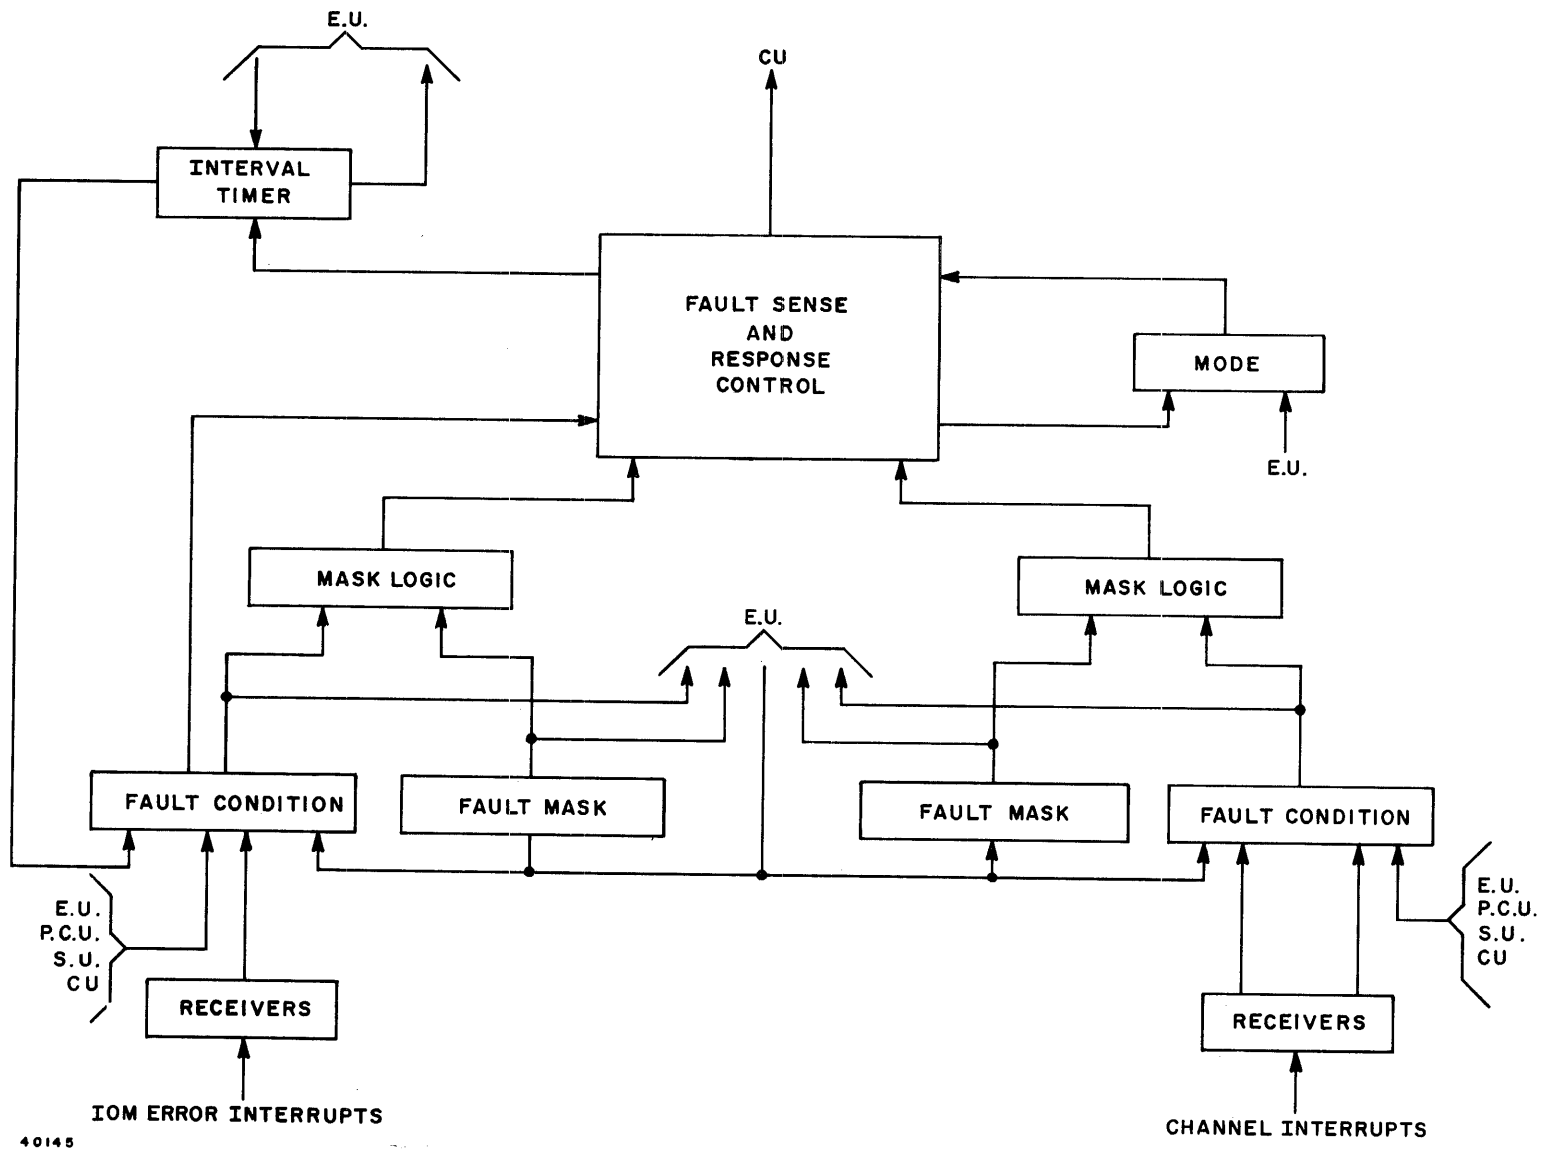 E.U.
CU
INTERVAL
TIMER
FAULT SENSE
AND
RESPONSE
CONTROL
MODE
E.U.
MASK LOGIC
MASK LOGIC
E.U.
FAULT CONDITION
FAULT MASK
FAULT MASK
FAULT CONDITION
E.U.
P.C.U.
S.U.
CU
E.U.
P.C.U.
S.U.
CU
RECEIVERS
RECEIVERS
IOM ERROR INTERRUPTS
CHANNEL INTERRUPTS
40145